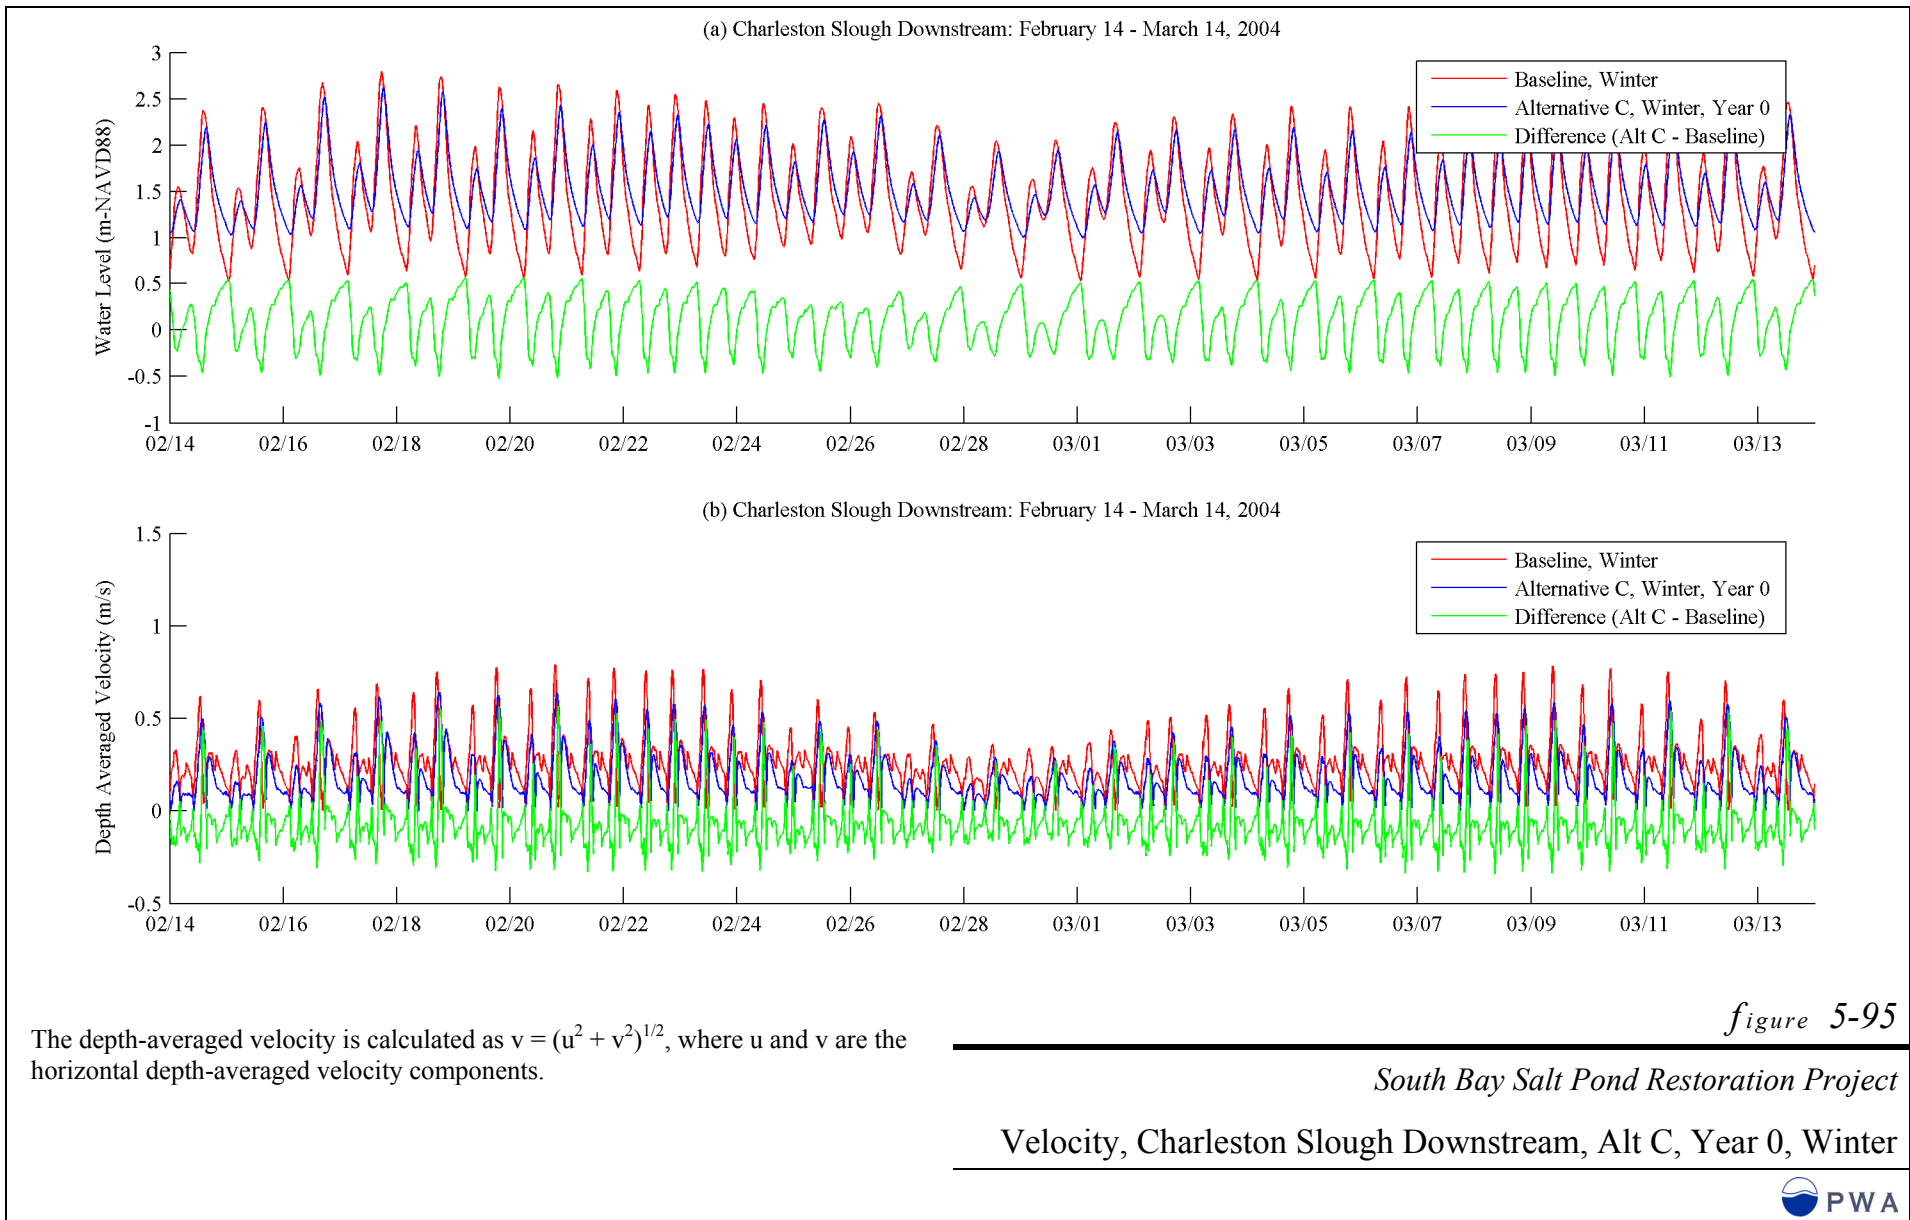 (a) Charleston Slough Downstream: February 14 - March 14, 2004
Water Level (m-NAVD88)
3
2.5
2
1.5
1
0.5
0
-0.5
-1
Baseline, Winter
Alternative C, Winter, Year 0
Difference (Alt C - Baseline)
02/14 02/16 02/18 02/20 02/22 02/24 02/26 02/28 03/01 03/03 03/05 03/07 03/09 03/11 03/13
(b) Charleston Slough Downstream: February 14 - March 14, 2004
Depth Averaged Velocity (m/s)
1.5
1
0.5
0
-0.5
Baseline, Winter
Alternative C, Winter, Year 0
Difference (Alt C - Baseline)
02/14 02/16 02/18 02/20 02/22 02/24 02/26 02/28 03/01 03/03 03/05 03/07 03/09 03/11 03/13
The depth-averaged velocity is calculated as v = (u² + v²)^1/2, where u and v are the
horizontal depth-averaged velocity components.
figure 5-95
South Bay Salt Pond Restoration Project
Velocity, Charleston Slough Downstream, Alt C, Year 0, Winter
PWA